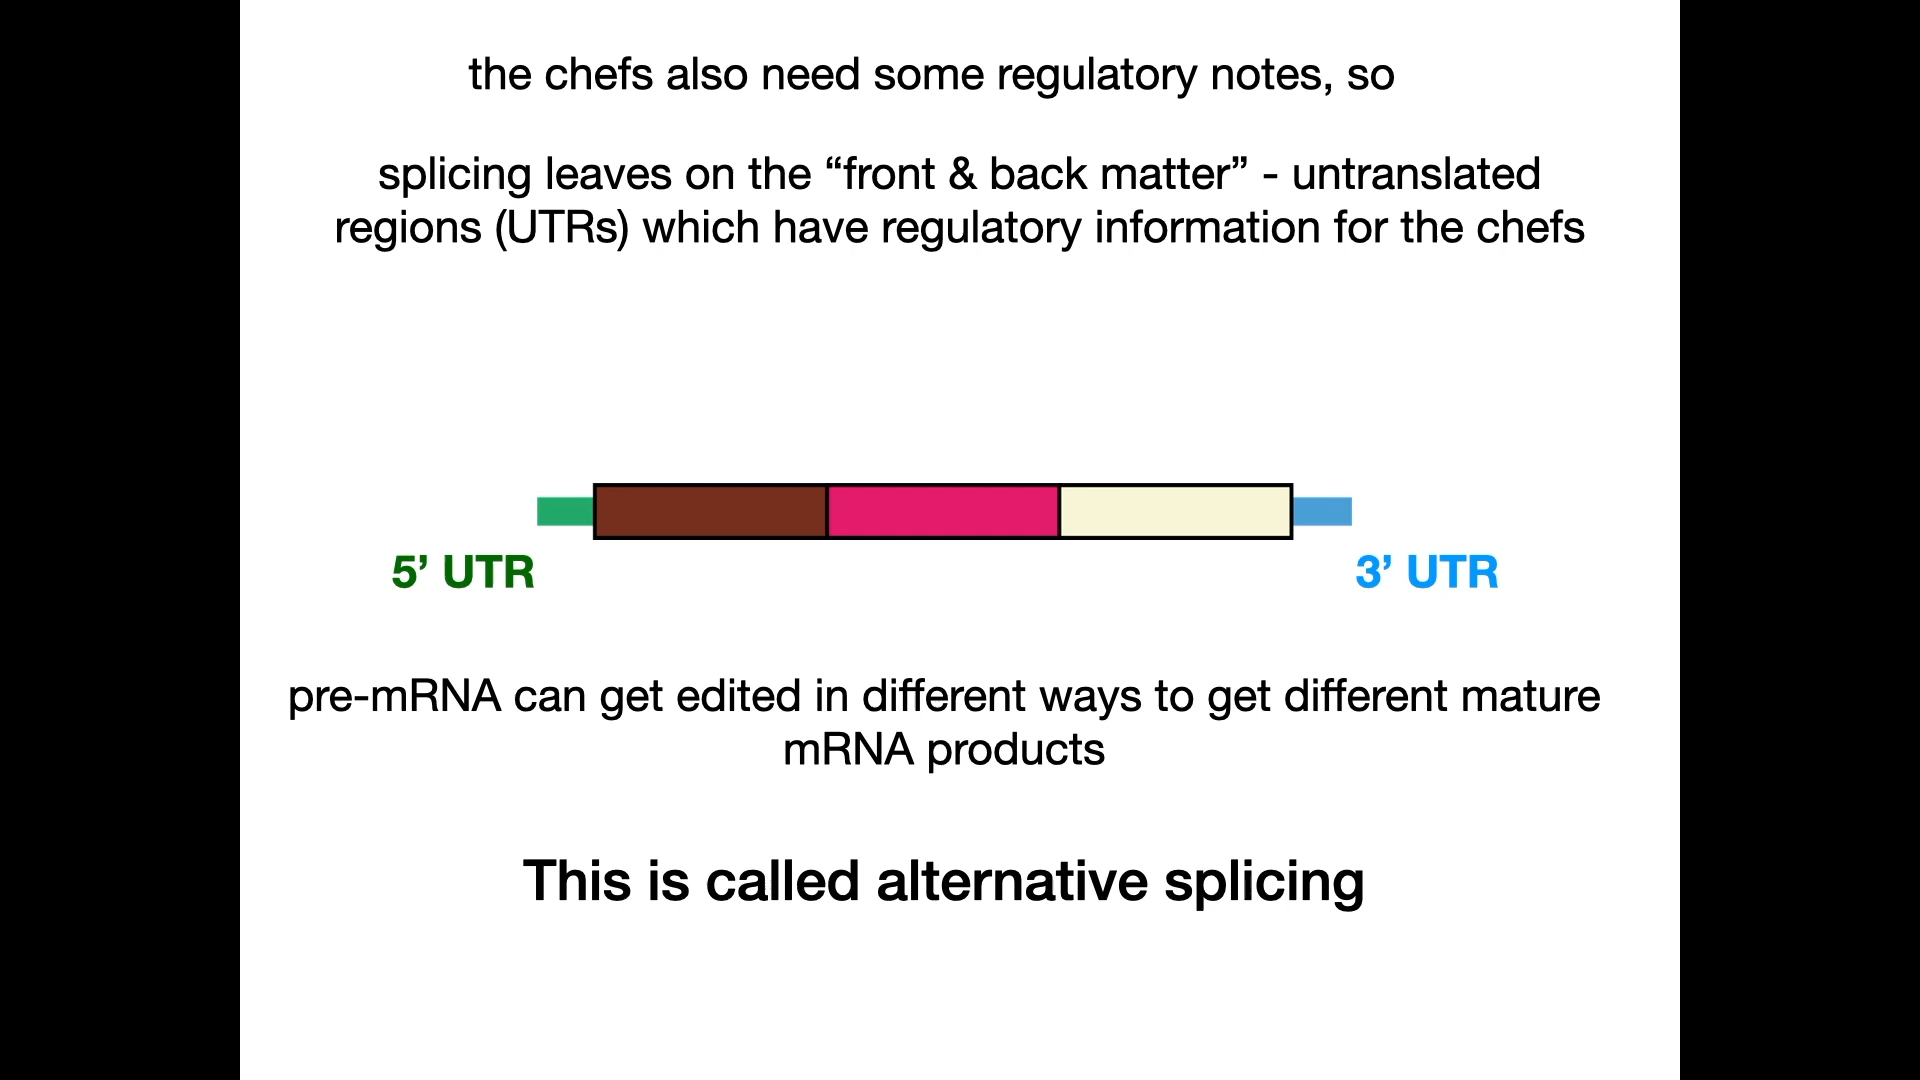 the chefs also need some regulatory notes, so
splicing leaves on the “front & back matter” - untranslated
regions (UTRs) which have regulatory information for the chefs
5’ UTR
3’ UTR
pre-mRNA can get edited in different ways to get different mature
mRNA products
This is called alternative splicing